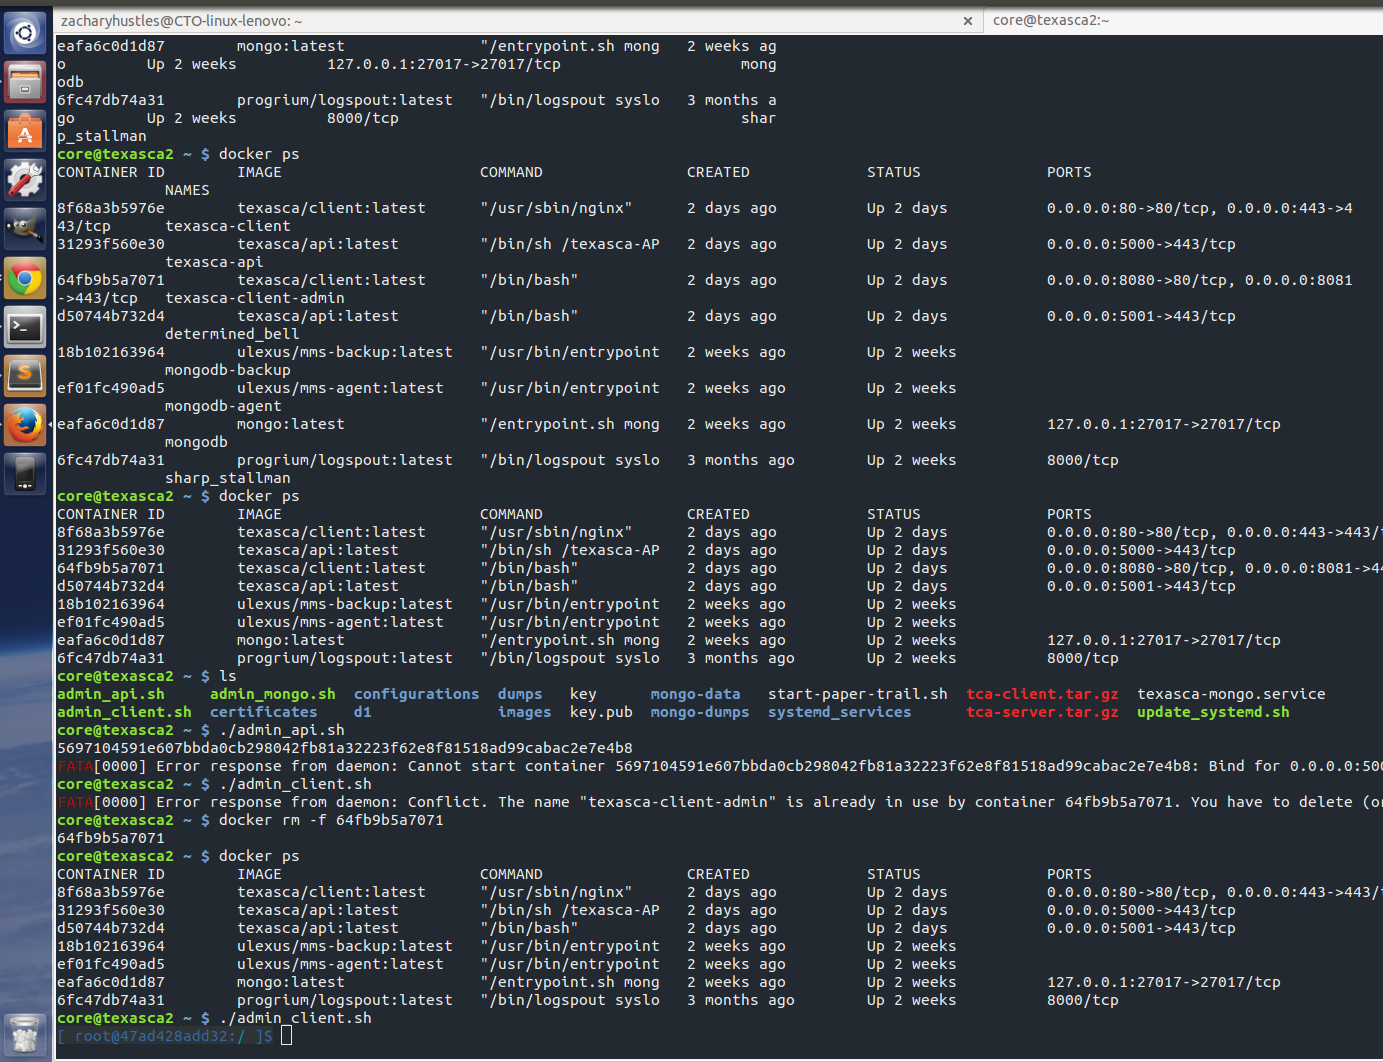 zacharyhustles@CTO-linux-lenovo: ~ × core@texasca2:~
eafa6c0d1d87        mongo:latest               "/entrypoint.sh mong   2 weeks ag
o         Up 2 weeks          127.0.0.1:27017->27017/tcp                    mong
odb
6fc47db74a31        progrium/logspout:latest   "/bin/logspout syslo   3 months a
go        Up 2 weeks          8000/tcp                                      shar
p_stallman
core@texasca2 ~ $ docker ps
CONTAINER ID        IMAGE                      COMMAND                CREATED             STATUS              PORTS
            NAMES
8f68a3b5976e        texasca/client:latest      "/usr/sbin/nginx"      2 days ago          Up 2 days           0.0.0.0:80->80/tcp, 0.0.0.0:443->4
43/tcp      texasca-client
31293f560e30        texasca/api:latest         "/bin/sh /texasca-AP   2 days ago          Up 2 days           0.0.0.0:5000->443/tcp
            texasca-api
64fb9b5a7071        texasca/client:latest      "/bin/bash"            2 days ago          Up 2 days           0.0.0.0:8080->80/tcp, 0.0.0.0:8081
->443/tcp   texasca-client-admin
d50744b732d4        texasca/api:latest         "/bin/bash"            2 days ago          Up 2 days           0.0.0.0:5001->443/tcp
            determined_bell
18b102163964        ulexus/mms-backup:latest   "/usr/bin/entrypoint   2 weeks ago         Up 2 weeks
            mongodb-backup
ef01fc490ad5        ulexus/mms-agent:latest    "/usr/bin/entrypoint   2 weeks ago         Up 2 weeks
            mongodb-agent
eafa6c0d1d87        mongo:latest               "/entrypoint.sh mong   2 weeks ago         Up 2 weeks          127.0.0.1:27017->27017/tcp
            mongodb
6fc47db74a31        progrium/logspout:latest   "/bin/logspout syslo   3 months ago        Up 2 weeks          8000/tcp
            sharp_stallman
core@texasca2 ~ $ docker ps
CONTAINER ID        IMAGE                      COMMAND                CREATED             STATUS              PORTS
8f68a3b5976e        texasca/client:latest      "/usr/sbin/nginx"      2 days ago          Up 2 days           0.0.0.0:80->80/tcp, 0.0.0.0:443->443/
31293f560e30        texasca/api:latest         "/bin/sh /texasca-AP   2 days ago          Up 2 days           0.0.0.0:5000->443/tcp
64fb9b5a7071        texasca/client:latest      "/bin/bash"            2 days ago          Up 2 days           0.0.0.0:8080->80/tcp, 0.0.0.0:8081->44
d50744b732d4        texasca/api:latest         "/bin/bash"            2 days ago          Up 2 days           0.0.0.0:5001->443/tcp
18b102163964        ulexus/mms-backup:latest   "/usr/bin/entrypoint   2 weeks ago         Up 2 weeks
ef01fc490ad5        ulexus/mms-agent:latest    "/usr/bin/entrypoint   2 weeks ago         Up 2 weeks
eafa6c0d1d87        mongo:latest               "/entrypoint.sh mong   2 weeks ago         Up 2 weeks          127.0.0.1:27017->27017/tcp
6fc47db74a31        progrium/logspout:latest   "/bin/logspout syslo   3 months ago        Up 2 weeks          8000/tcp
core@texasca2 ~ $ ls
admin_api.sh     admin_mongo.sh  configurations  dumps   key      mongo-data   start-paper-trail.sh  tca-client.tar.gz  texasca-mongo.service
admin_client.sh  certificates    d1              images  key.pub  mongo-dumps  systemd_services      tca-server.tar.gz  update_systemd.sh
core@texasca2 ~ $ ./admin_api.sh
5697104591e607bbda0cb298042fb81a32223f62e8f81518ad99cabac2e7e4b8
FATA[0000] Error response from daemon: Cannot start container 5697104591e607bbda0cb298042fb81a32223f62e8f81518ad99cabac2e7e4b8: Bind for 0.0.0.0:500
core@texasca2 ~ $ ./admin_client.sh
FATA[0000] Error response from daemon: Conflict. The name "texasca-client-admin" is already in use by container 64fb9b5a7071. You have to delete (or
core@texasca2 ~ $ docker rm -f 64fb9b5a7071
64fb9b5a7071
core@texasca2 ~ $ docker ps
CONTAINER ID        IMAGE                      COMMAND                CREATED             STATUS              PORTS
8f68a3b5976e        texasca/client:latest      "/usr/sbin/nginx"      2 days ago          Up 2 days           0.0.0.0:80->80/tcp, 0.0.0.0:443->443/
31293f560e30        texasca/api:latest         "/bin/sh /texasca-AP   2 days ago          Up 2 days           0.0.0.0:5000->443/tcp
d50744b732d4        texasca/api:latest         "/bin/bash"            2 days ago          Up 2 days           0.0.0.0:5001->443/tcp
18b102163964        ulexus/mms-backup:latest   "/usr/bin/entrypoint   2 weeks ago         Up 2 weeks
ef01fc490ad5        ulexus/mms-agent:latest    "/usr/bin/entrypoint   2 weeks ago         Up 2 weeks
eafa6c0d1d87        mongo:latest               "/entrypoint.sh mong   2 weeks ago         Up 2 weeks          127.0.0.1:27017->27017/tcp
6fc47db74a31        progrium/logspout:latest   "/bin/logspout syslo   3 months ago        Up 2 weeks          8000/tcp
core@texasca2 ~ $ ./admin_client.sh
[ root@47ad428add32:/ ]$